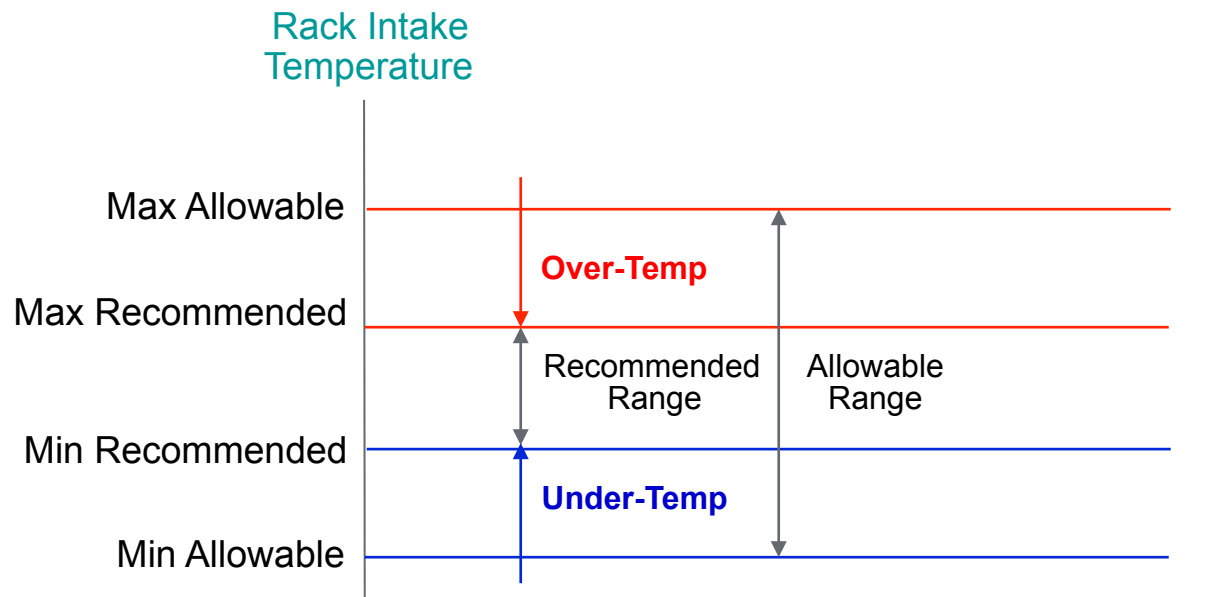 Rack Intake
Temperature
Max Allowable
Over-Temp
Max Recommended
Recommended
Range
Allowable
Range
Min Recommended
Under-Temp
Min Allowable